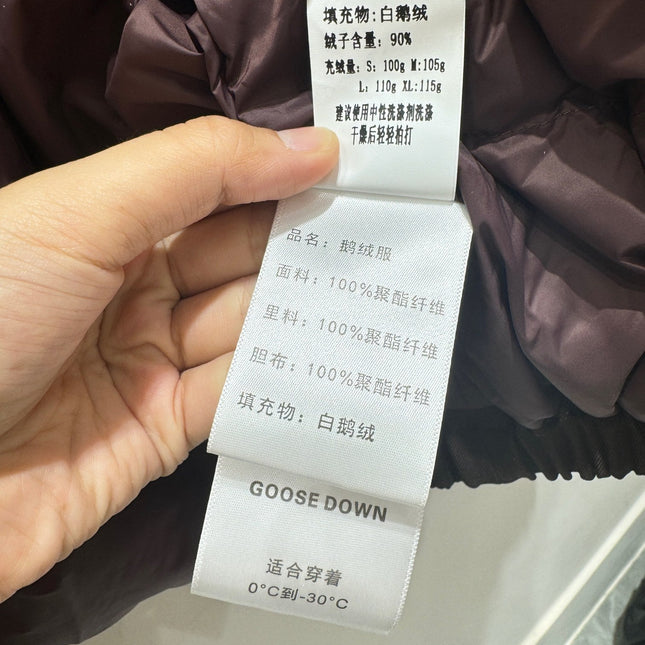 填充物:白鹅绒
绒子含量: 90%
充绒量: S: 100g M:105g
L: 110g XL:115g
建议使用中性洗涤剂洗涤
干燥后轻轻拍打
品名: 鹅绒服
面料: 100%聚酯纤维
里料: 100%聚酯纤维
胆布: 100%聚酯纤维
填充物: 白鹅绒
GOOSE DOWN
适合穿着
0°C到-30°C